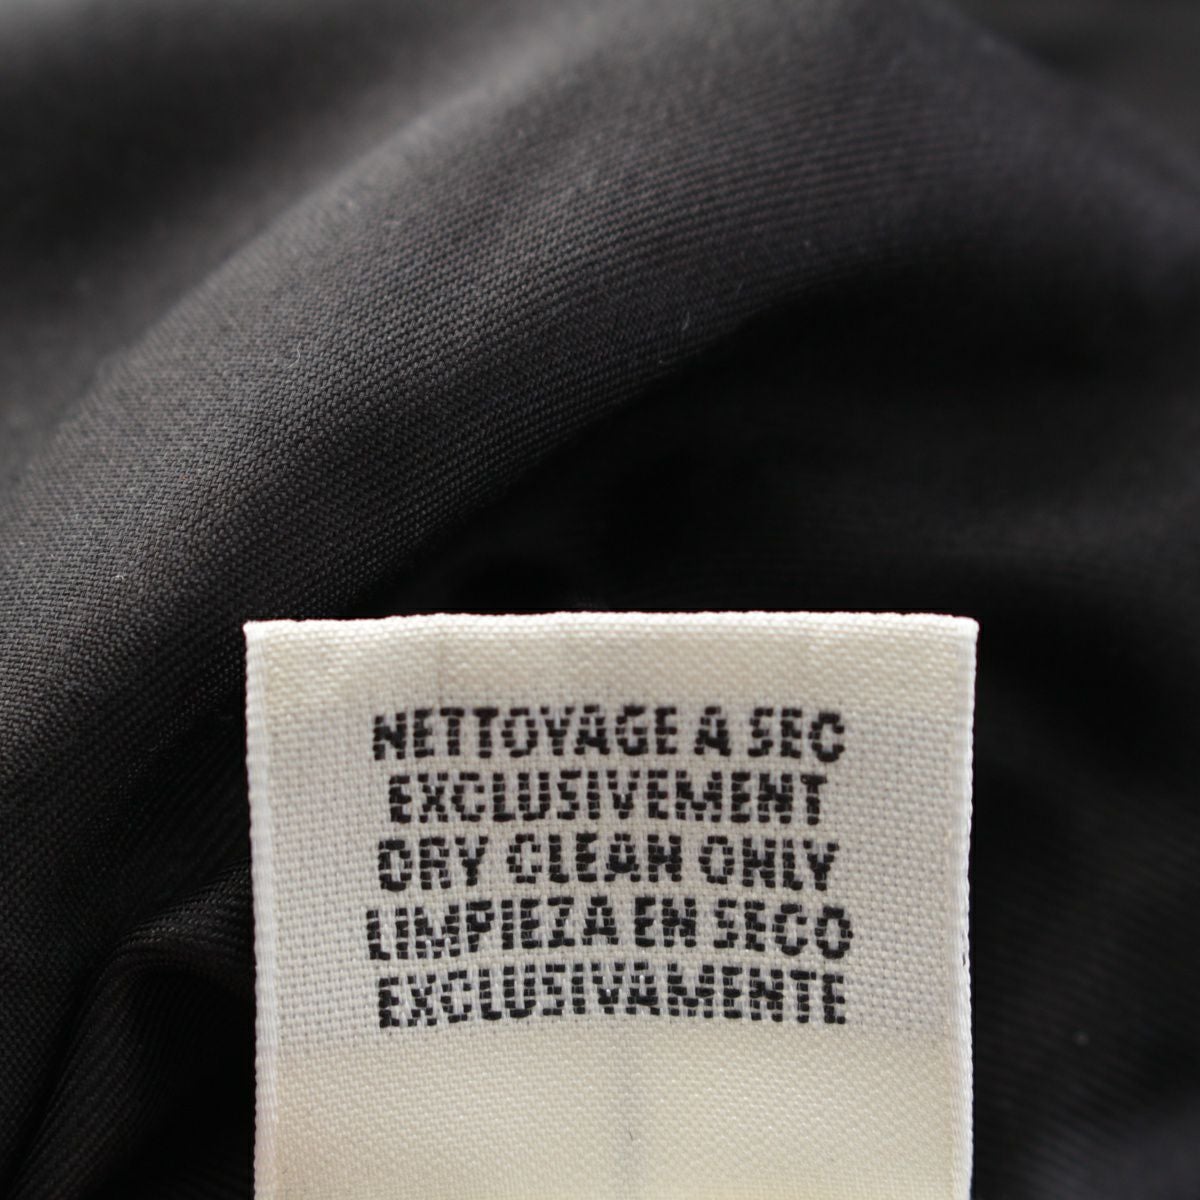 NETTOYAGE A SEC
EXCLUSIVEMENT
DRY CLEAN ONLY
LIMPIEZA EN SECO
EXCLUSIVAMENTE